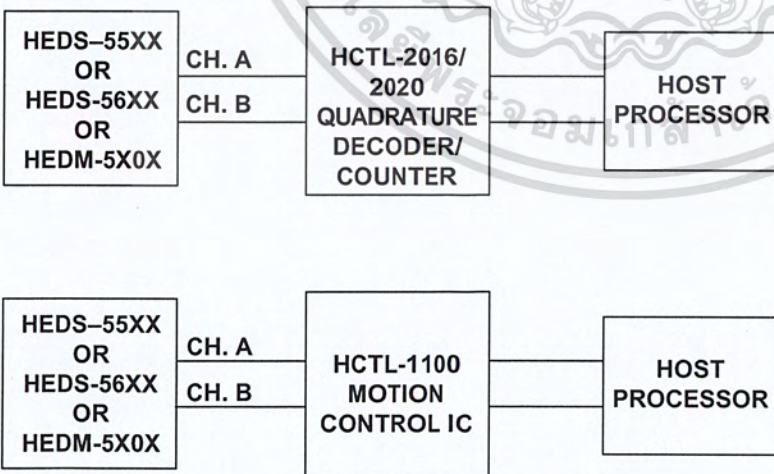 HEDS–55XX
OR
HEDS-56XX
OR
HEDM-5X0X
CH. A
CH. B
HCTL-2016/
2020
QUADRATURE
DECODER/
COUNTER
HOST
PROCESSOR
HEDS–55XX
OR
HEDS-56XX
OR
HEDM-5X0X
CH. A
CH. B
HCTL-1100
MOTION
CONTROL IC
HOST
PROCESSOR